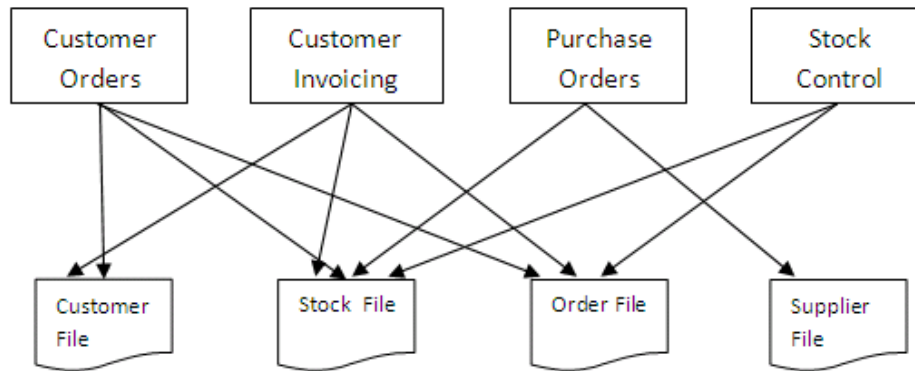 Customer
Orders
Customer
Invoicing
Purchase
Orders
Stock
Control
Customer
File
Stock File
Order File
Supplier
File